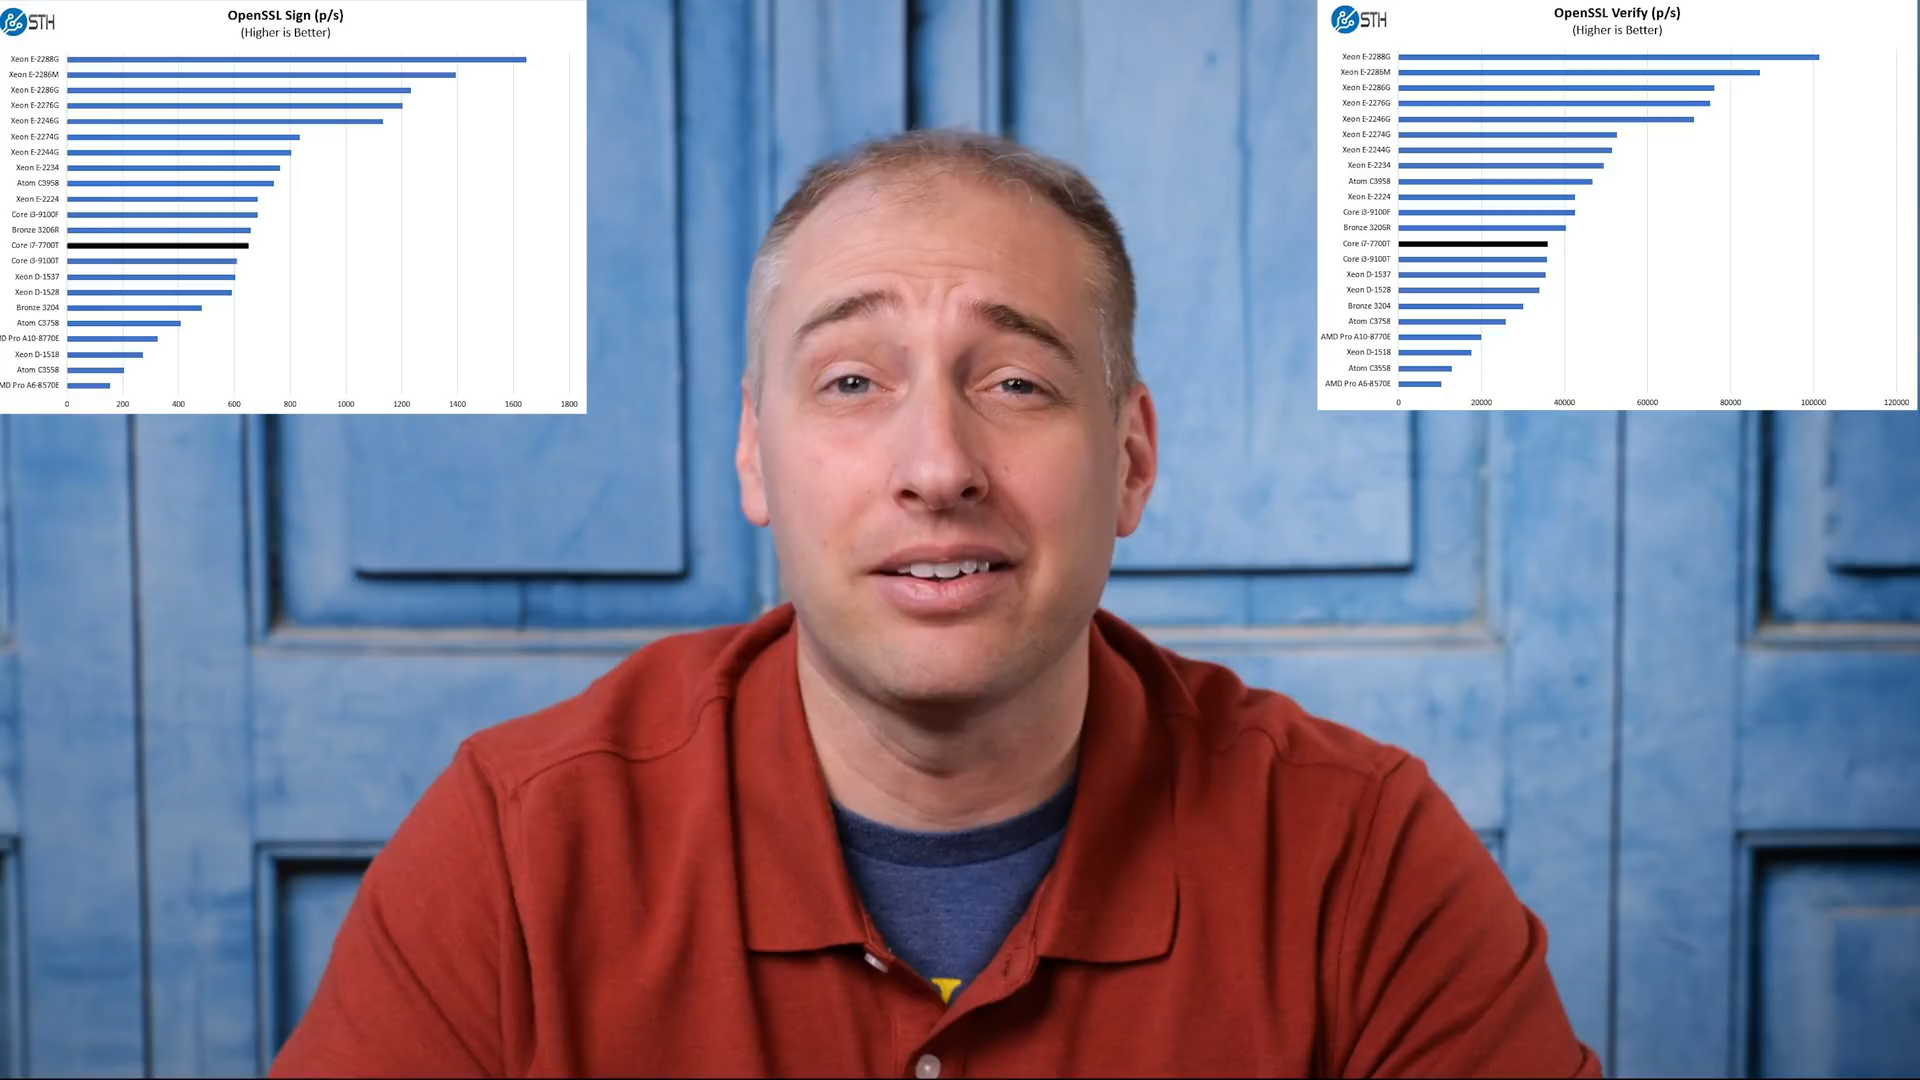 STH
OpenSSL Sign (p/s)
(Higher is Better)
Xeon E-2288G
Xeon E-2286M
Xeon E-2286G
Xeon E-2276G
Xeon E-2246G
Xeon E-2274G
Xeon E-2244G
Xeon E-2234
Atom C3958
Xeon E-2224
Core i3-9100F
Bronze 3206R
Core i7-7700T
Core i3-9100T
Xeon D-1537
Xeon D-1528
Bronze 3204
Atom C3758
MD Pro A10-8770E
Xeon D-1518
Atom C3558
MD Pro A6-8570E
0 200 400 600 800 1000 1200 1400 1600 1800
STH
OpenSSL Verify (p/s)
(Higher is Better)
Xeon E-2288G
Xeon E-2286M
Xeon E-2286G
Xeon E-2276G
Xeon E-2246G
Xeon E-2274G
Xeon E-2244G
Xeon E-2234
Atom C3958
Xeon E-2224
Core i3-9100F
Bronze 3206R
Core i7-7700T
Core i3-9100T
Xeon D-1537
Xeon D-1528
Bronze 3204
Atom C3758
AMD Pro A10-8770E
Xeon D-1518
Atom C3558
AMD Pro A6-8570E
0 20000 40000 60000 80000 100000 120000